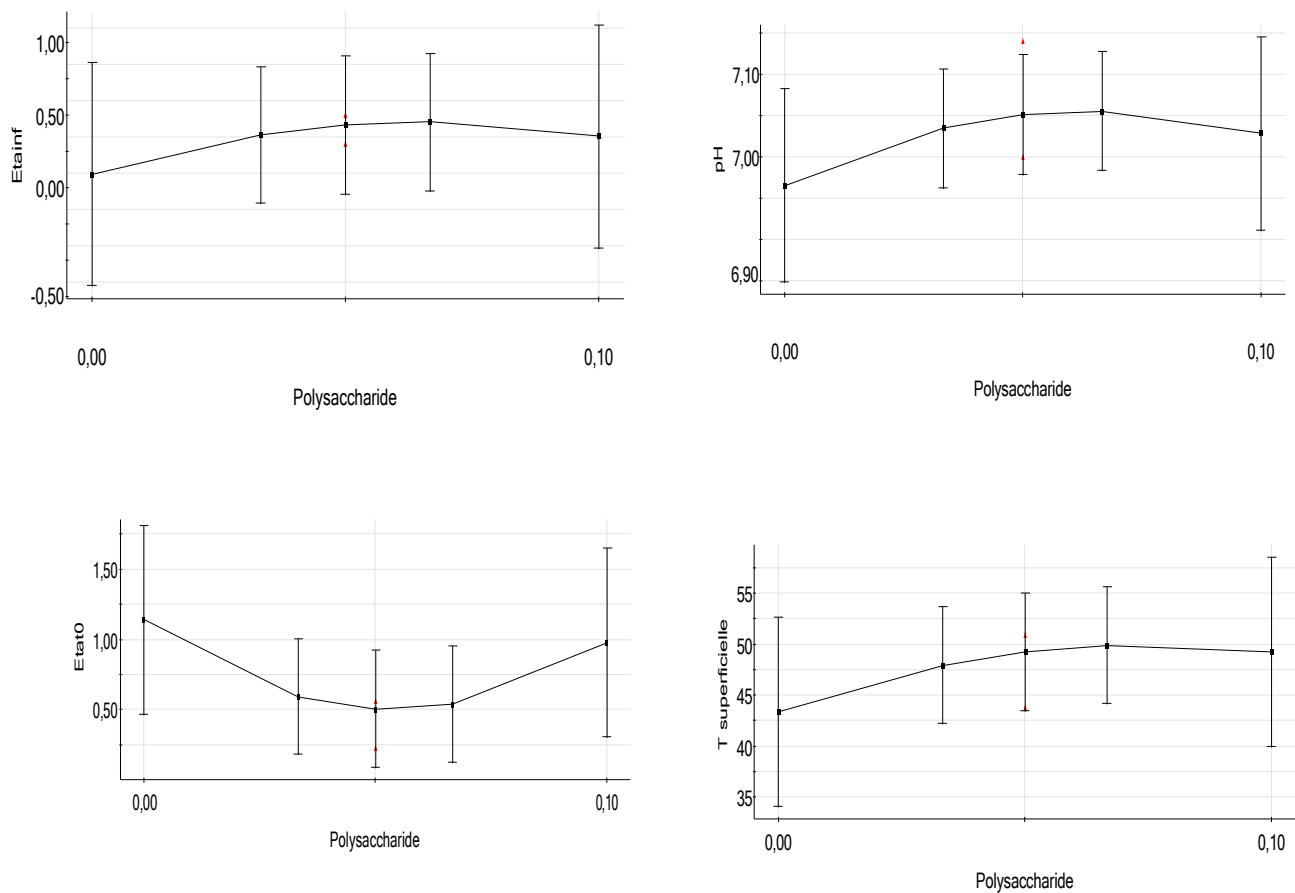 1,00
0,50
0,00
-0,50
Etainf
0,00
0,10
Polysaccharide
7,10
7,00
6,90
pH
0,00
0,10
Polysaccharide
1,50
1,00
0,50
Etat0
0,00
0,10
Polysaccharide
55
50
45
40
35
T superficielle
0,00
0,10
Polysaccharide